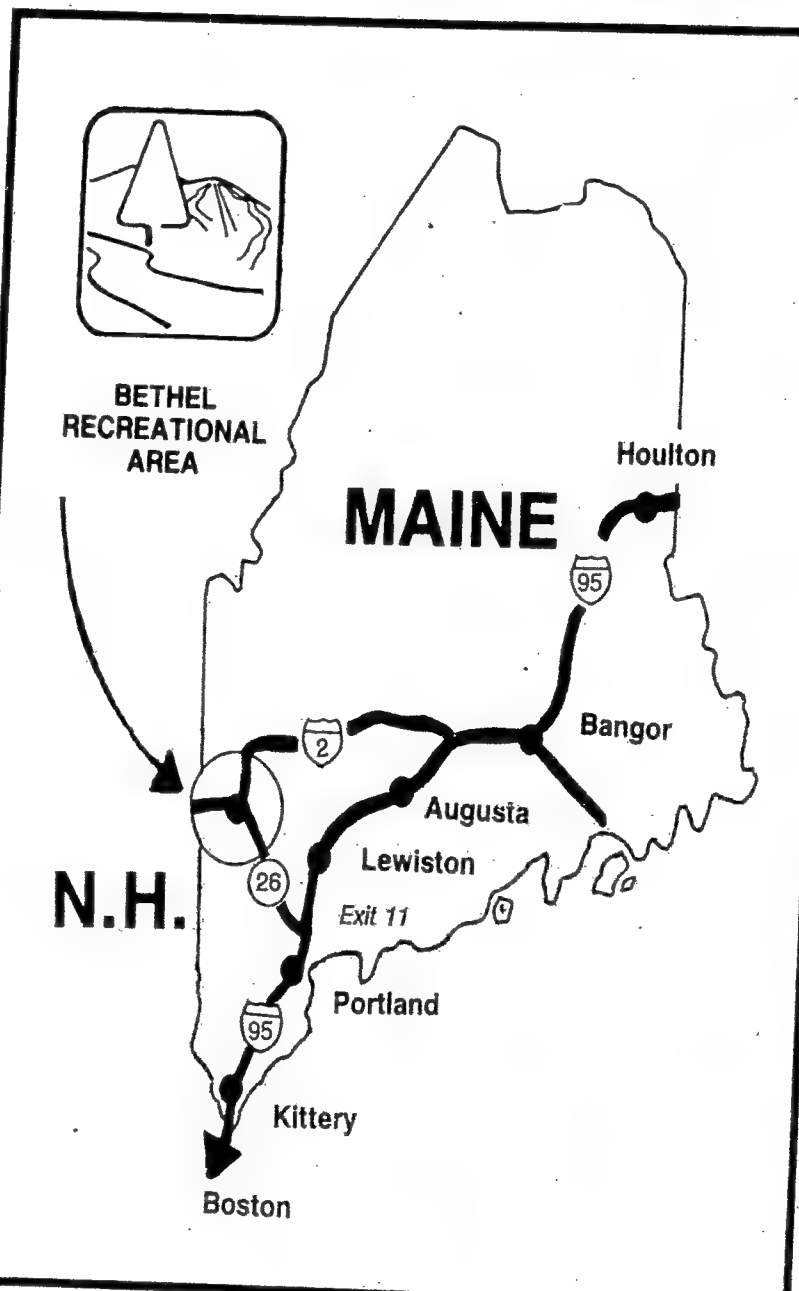 BETHEL
RECREATIONAL
AREA
Houlton
MAINE
95
2
Bangor
Augusta
Lewiston
26
N.H.
Exit 11
Portland
95
Kittery
Boston